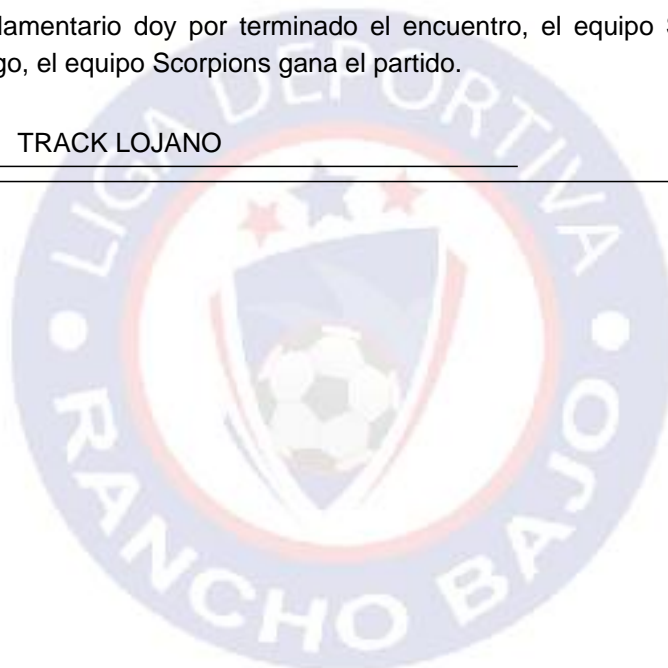 lamentario doy por terminado el encuentro, el equipo
go, el equipo Scorpions gana el partido.
TRACK LOJANO
LIGA DEPORTIVA
RANCHO BAJO